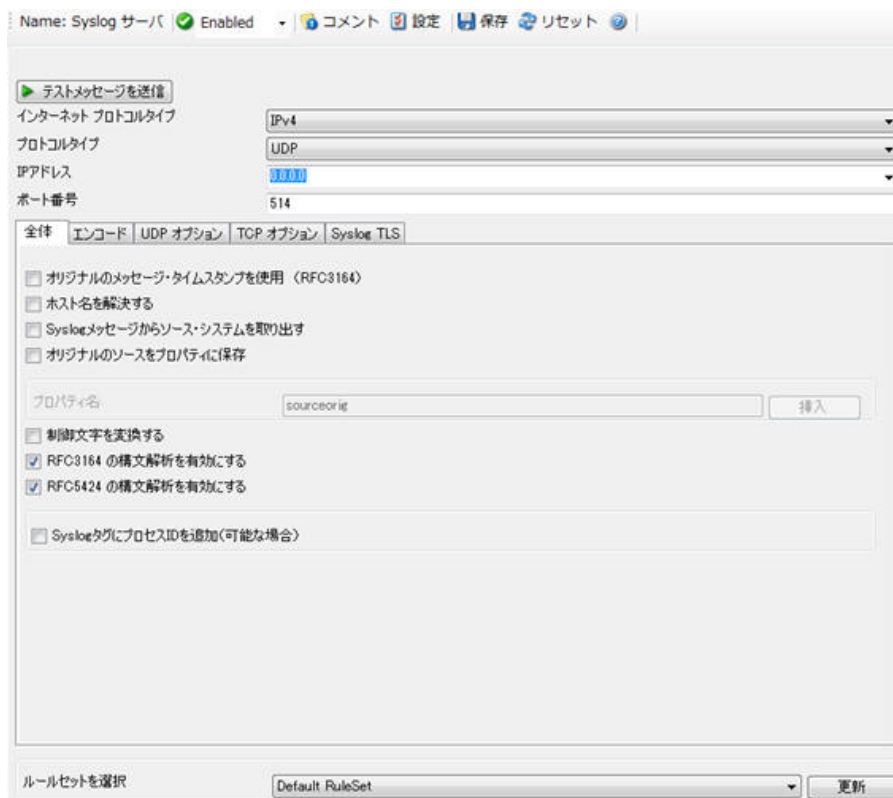 Name: Syslog サーバ Enabled コメント 設定 保存 リセット
テストメッセージを送信
インターネット プロトコルタイプ IPv4
プロトコルタイプ UDP
IPアドレス 0.0.0.0
ポート番号 514
全体 エンコード UDP オプション TCP オプション Syslog TLS
オリジナルのメッセージ・タイムスタンプを使用 (RFC3164)
ホスト名を解決する
Syslogメッセージからソース・システムを取り出す
オリジナルのソースをプロパティに保存
プロパティ名 sourceorig 挿入
制御文字を変換する
RFC3164 の構文解析を有効にする
RFC5424 の構文解析を有効にする
SyslogタグにプロセスIDを追加(可能な場合)
ルールセットを選択 Default RuleSet 更新